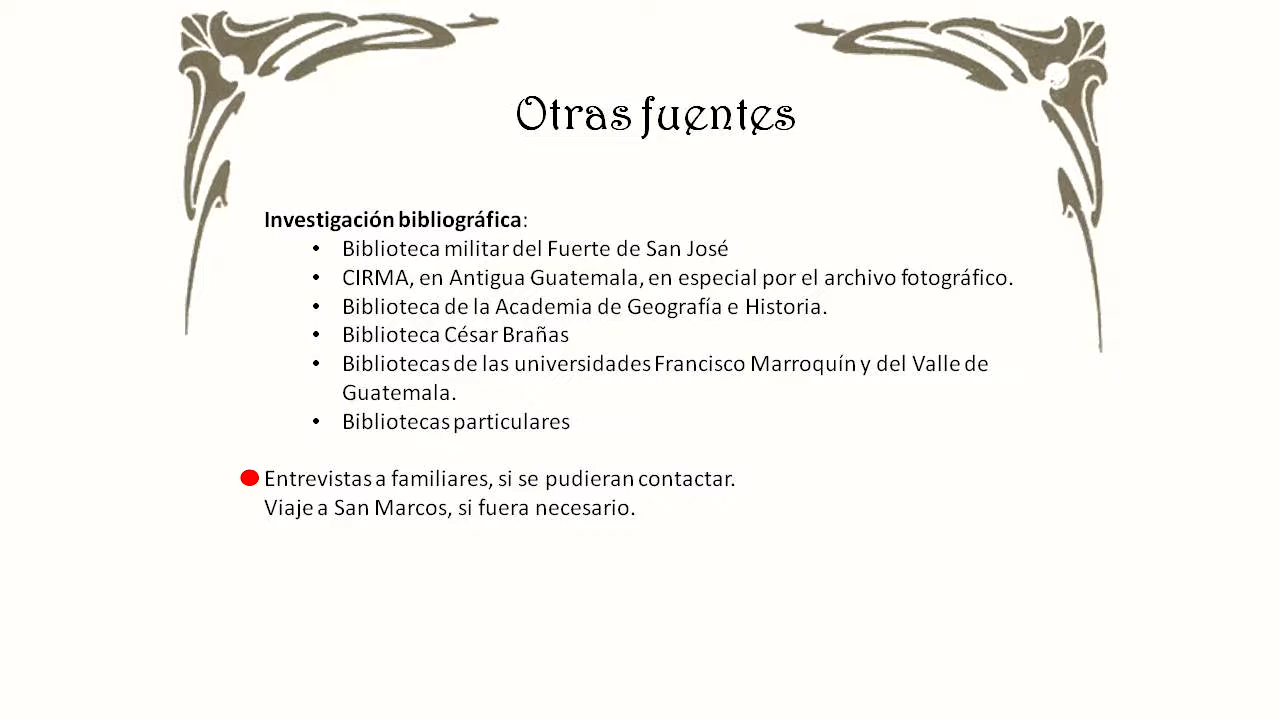 Otras fuentes
Investigación bibliográfica:
• Biblioteca militar del Fuerte de San José
• CIRMA, en Antigua Guatemala, en especial por el archivo fotográfico.
• Biblioteca de la Academia de Geografía e Historia.
• Biblioteca César Brañas
• Bibliotecas de las universidades Francisco Marroquín y del Valle de
Guatemala.
• Bibliotecas particulares
Entrevistas a familiares, si se pudieran contactar.
Viaje a San Marcos, si fuera necesario.